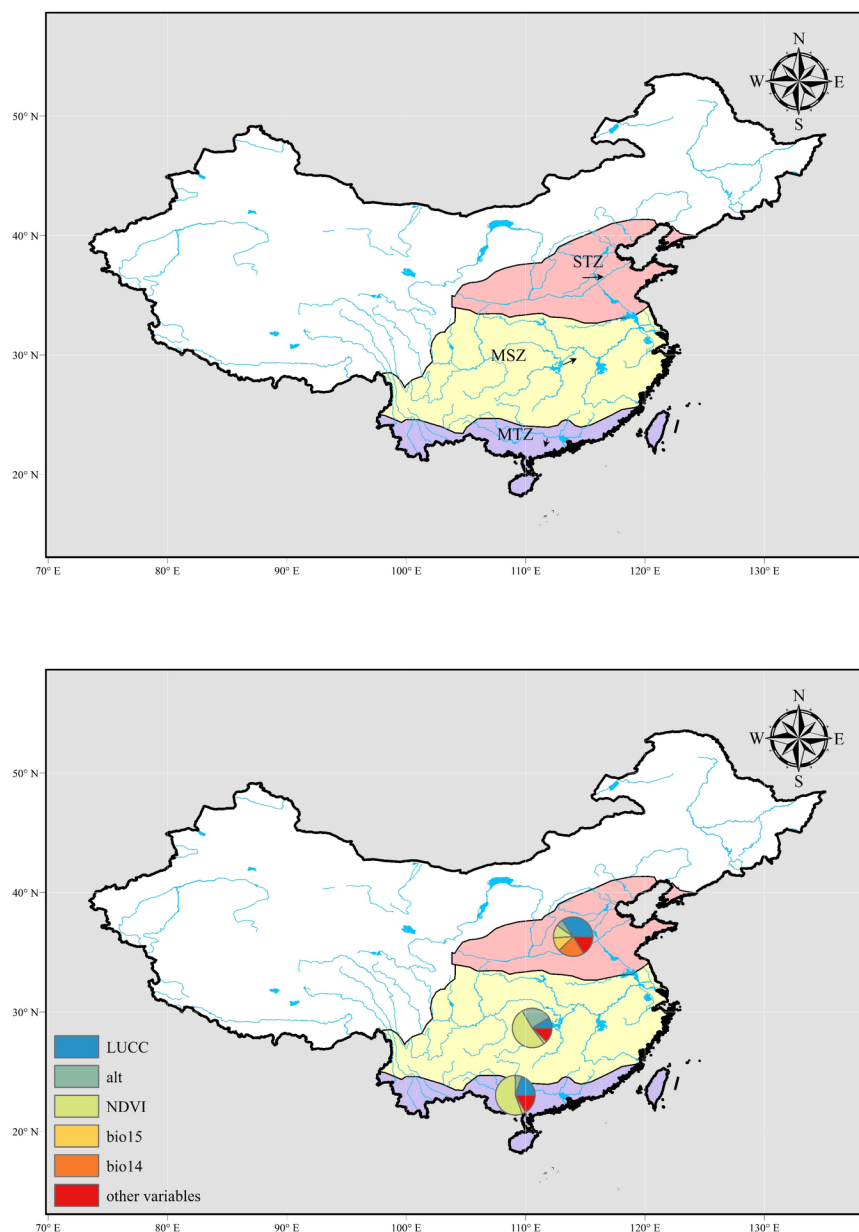 N
W E
S
50° N
40° N
30° N
20° N
STZ
MSZ
MTZ
70° E 80° E 90° E 100° E 110° E 120° E 130° E
N
W E
S
50° N
40° N
30° N
20° N
LUCC
alt
NDVI
bio15
bio14
other variables
70° E 80° E 90° E 100° E 110° E 120° E 130° E